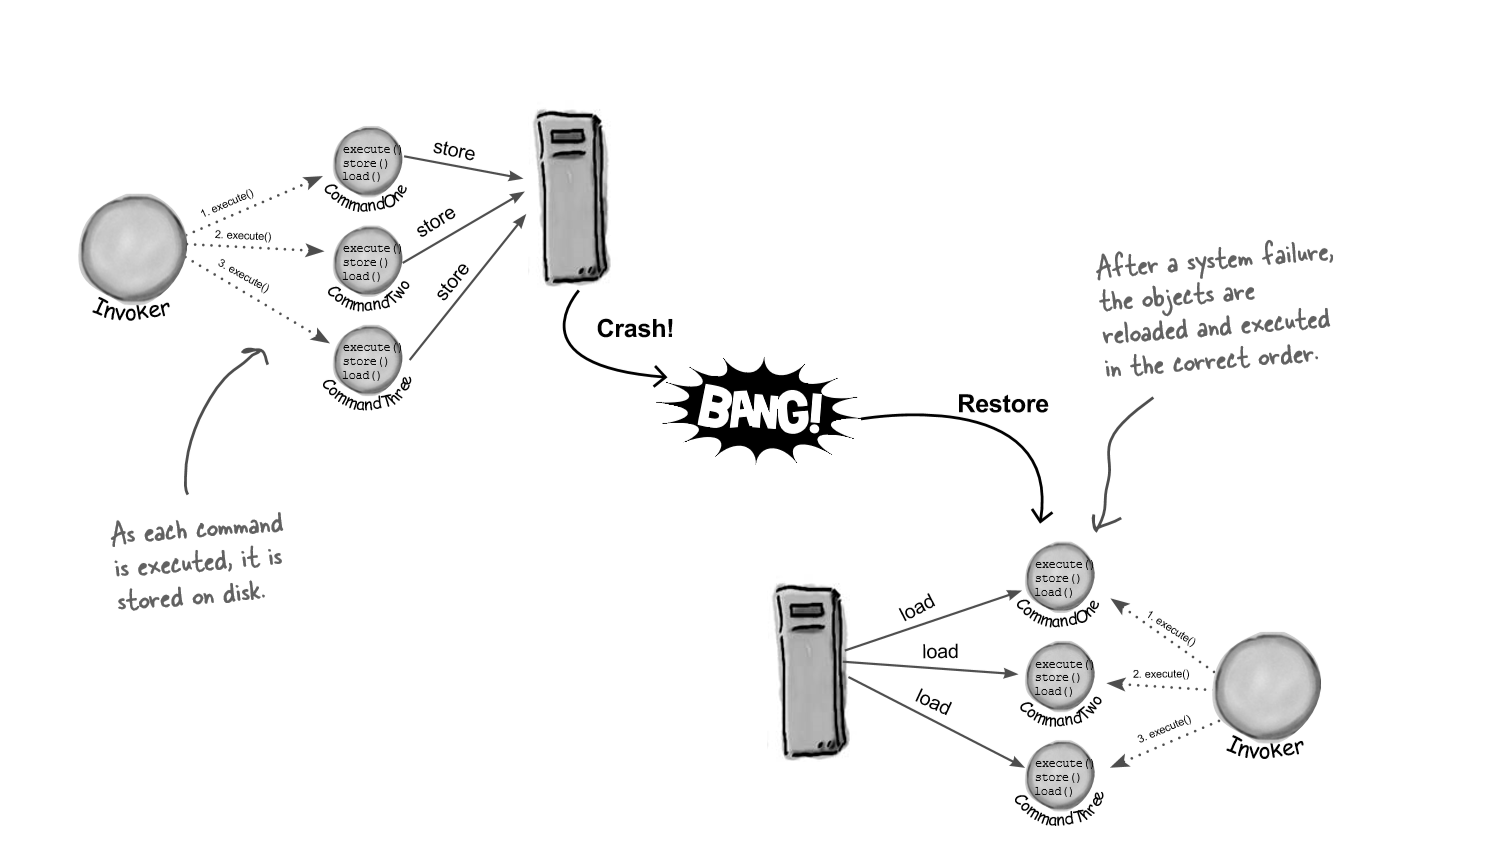 execute()
store()
load()
CommandOne
store
1. execute()
execute()
store()
load()
CommandTwo
store
2. execute()
execute()
store()
load()
CommandThree
store
3. execute()
Invoker
As each command
is executed, it is
stored on disk.
Crash!
BANG!
Restore
After a system failure,
the objects are
reloaded and executed
in the correct order.
load
execute()
store()
load()
CommandOne
1. execute()
load
execute()
store()
load()
CommandTwo
2. execute()
load
execute()
store()
load()
CommandThree
3. execute()
Invoker